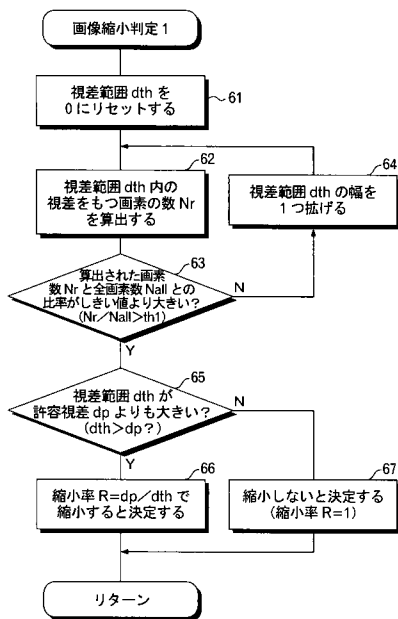 画像縮小判定1
視差範囲 dth を
0にリセットする
61
62
視差範囲 dth 内の
視差をもつ画素の数 Nr
を算出する
64
視差範囲 dth の幅を
1つ拡げる
63
算出された画素
数 Nr と全画素数 Nall との
比率がしきい値より大きい?
(Nr/Nall>th1)
N
Y
65
視差範囲 dth が
許容視差 dp よりも大きい?
(dth>dp?)
N
Y
66
縮小率 R=dp/dth で
縮小すると決定する
67
縮小しないと決定する
(縮小率 R=1)
リターン